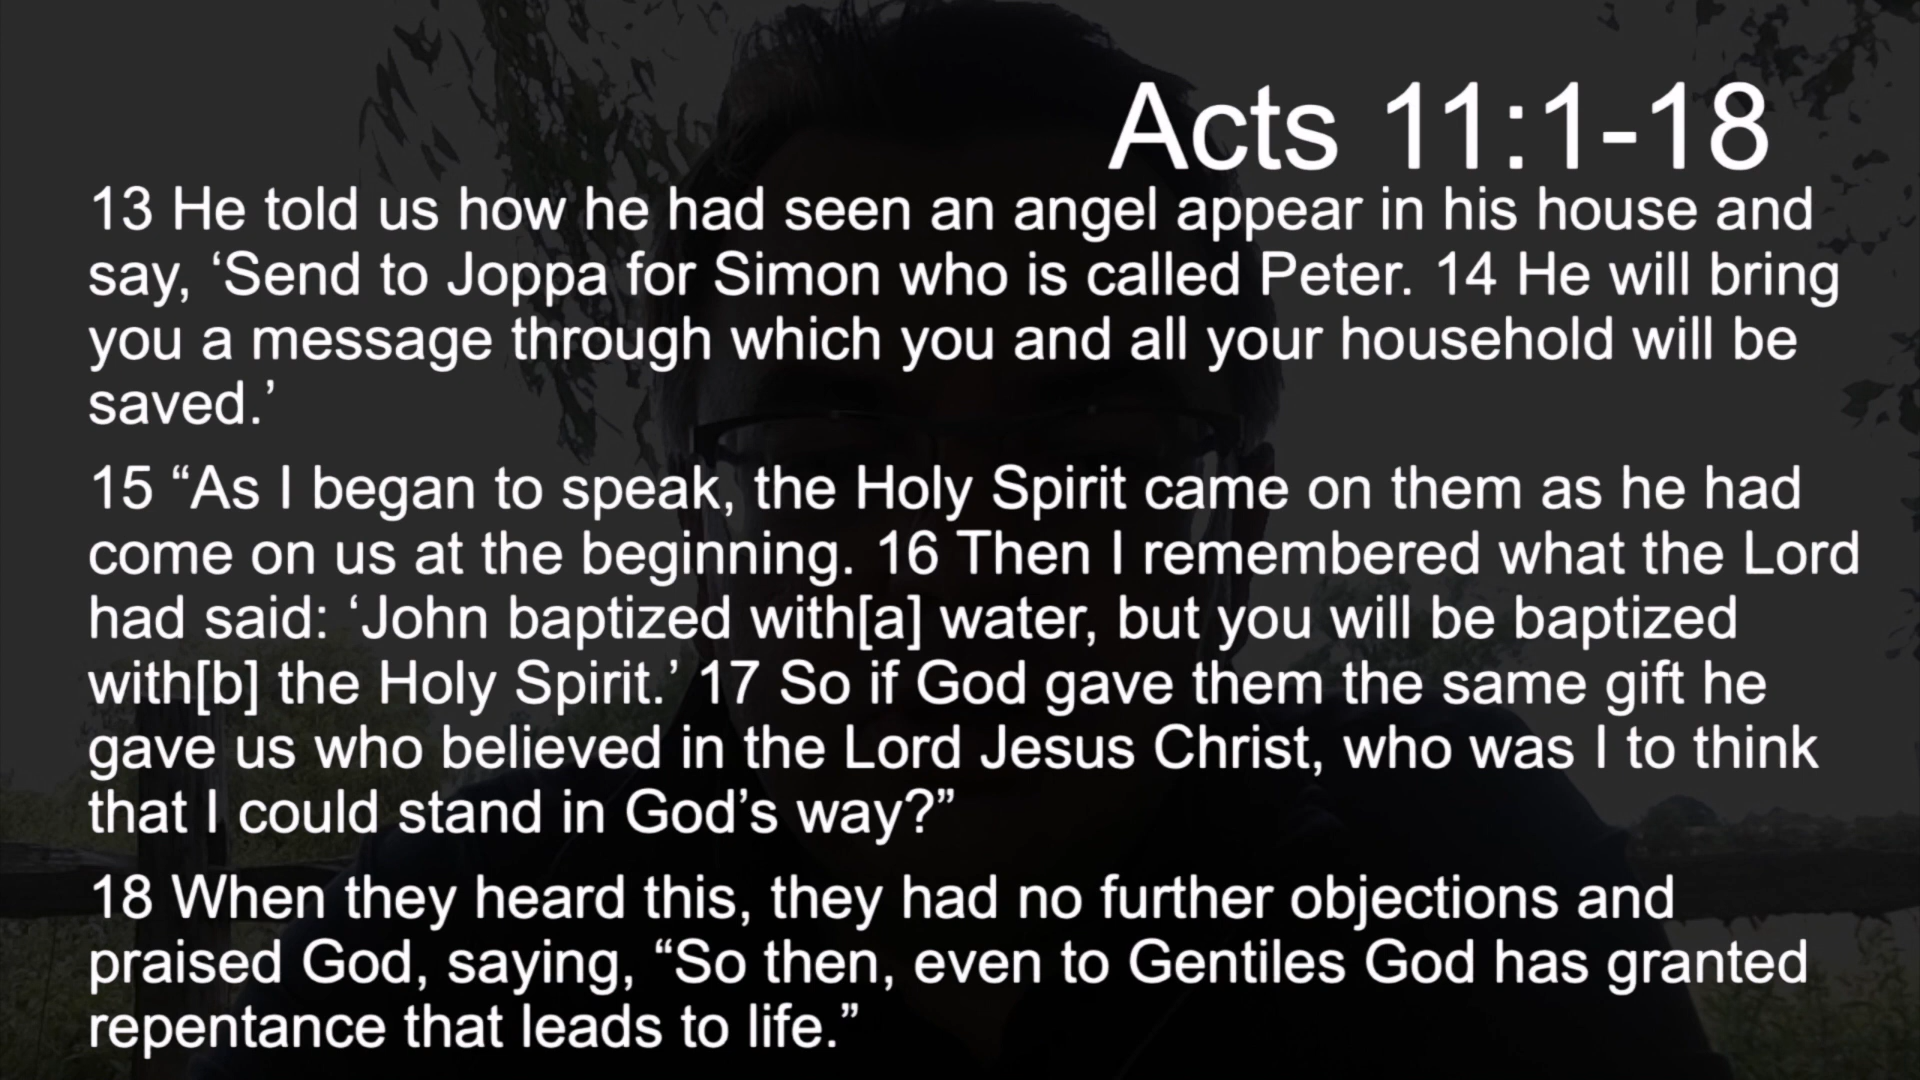 Acts 11:1-18
13 He told us how he had seen an angel appear in his house and
say, ‘Send to Joppa for Simon who is called Peter. 14 He will bring
you a message through which you and all your household will be
saved.’
15 “As I began to speak, the Holy Spirit came on them as he had
come on us at the beginning. 16 Then I remembered what the Lord
had said: ‘John baptized with[a] water, but you will be baptized
with[b] the Holy Spirit.’ 17 So if God gave them the same gift he
gave us who believed in the Lord Jesus Christ, who was I to think
that I could stand in God’s way?”
18 When they heard this, they had no further objections and
praised God, saying, “So then, even to Gentiles God has granted
repentance that leads to life.”